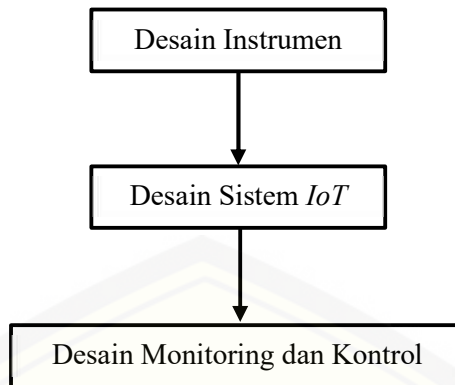 Desain Instrumen
Desain Sistem IoT
Desain Monitoring dan Kontrol